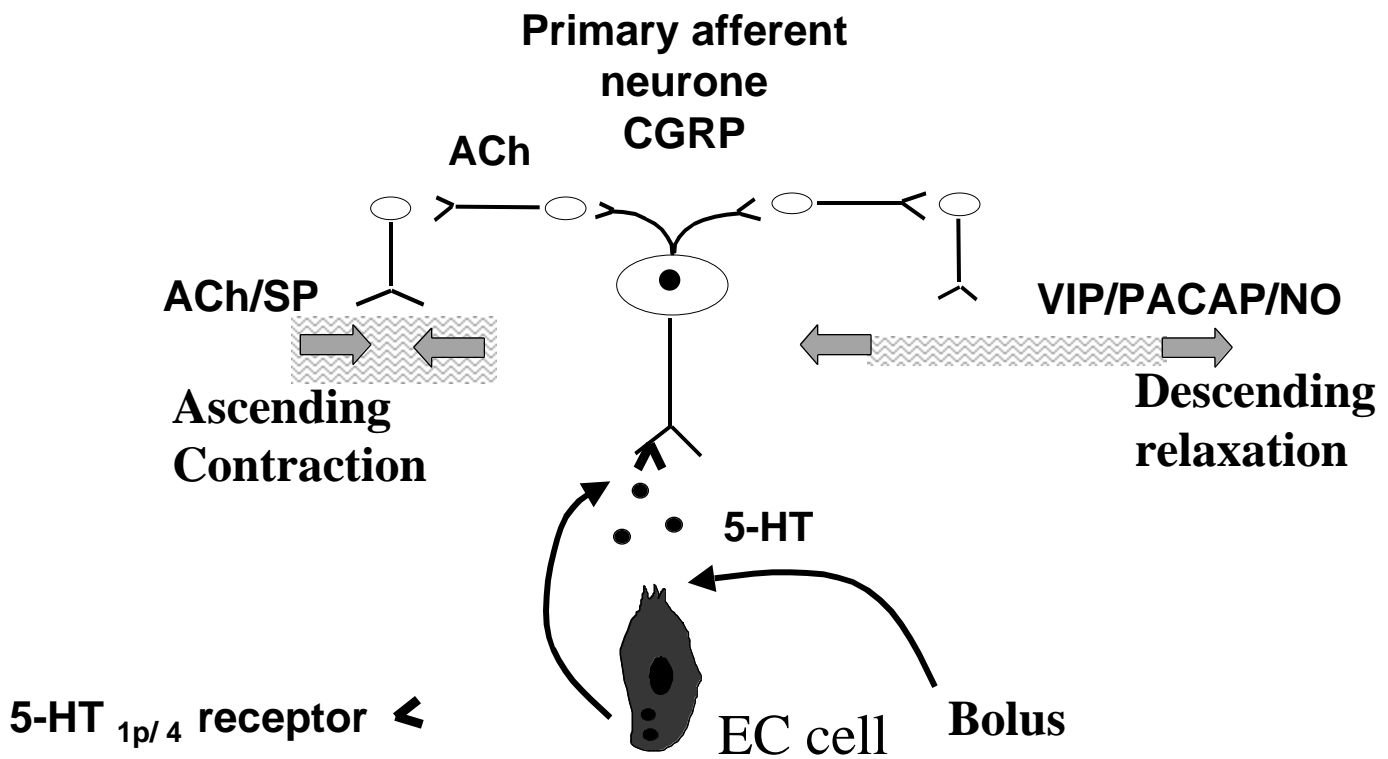 Primary afferent
neurone
CGRP
ACh
ACh/SP
VIP/PACAP/NO
Ascending
Contraction
Descending
relaxation
5-HT
5-HT 1p/ 4 receptor
EC cell
Bolus